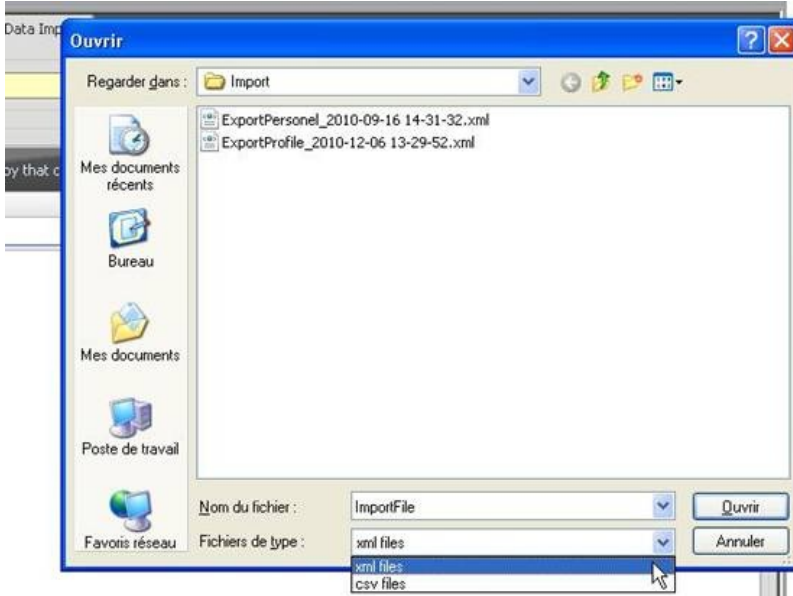 Data Imp
Ouvrir
Regarder dans :
Import
ExportPersonel_2010-09-16 14-31-32.xml
ExportProfile_2010-12-06 13-29-52.xml
Mes documents
récents
by that c
Bureau
Mes documents
Poste de travail
Favoris réseau
Nom du fichier :
ImportFile
Ouvrir
Fichiers de type :
xml files
Annuler
xml files
csv files